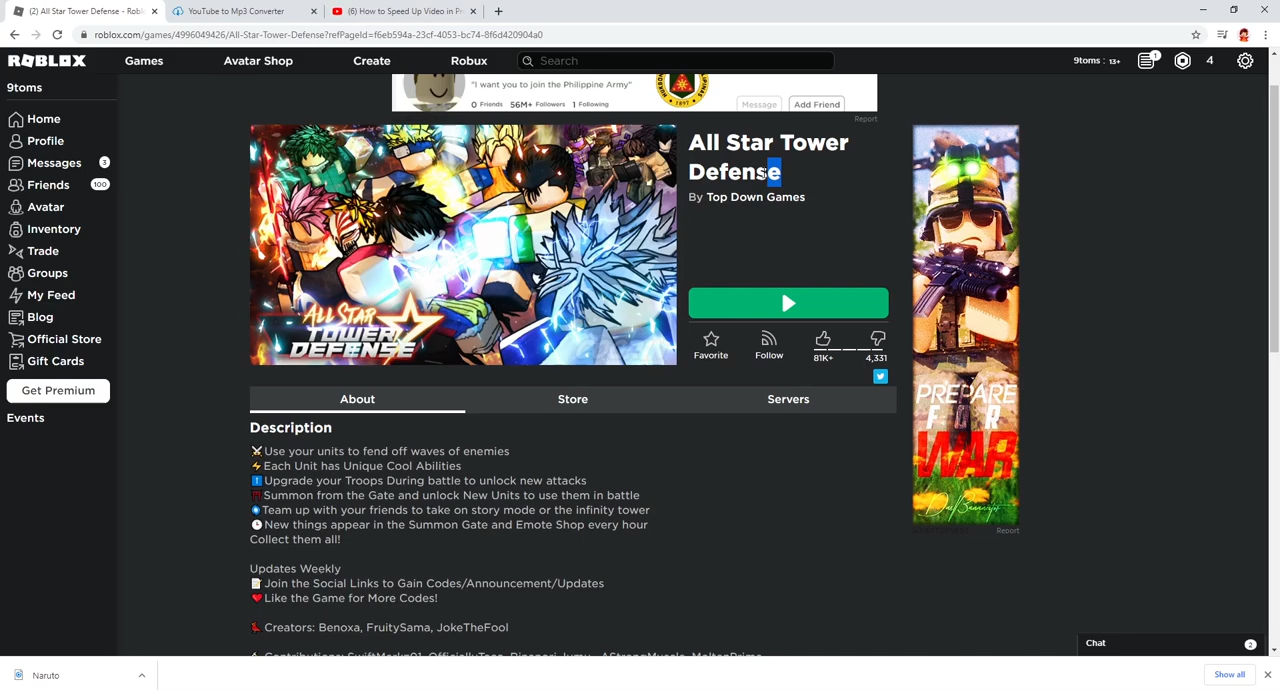 (2) All Star Tower Defense - Robl
YouTube to Mp3 Converter
(6) How to Speed Up Video in Pr
roblox.com/games/4996049426/All-Star-Tower-Defense?refPageId=f6eb594a-23cf-4053-bc74-8f6d420904a0
ROBLOX
Games
Avatar Shop
Create
Robux
Search
9toms : 13+
1
4
9toms
Home
Profile
Messages 3
Friends 100
Avatar
Inventory
Trade
Groups
My Feed
Blog
Official Store
Gift Cards
Get Premium
Events
"I want you to join the Philippine Army"
0 Friends 56M+ Followers 1 Following
Message
Add Friend
1897
Report
All Star Tower
Defense
By Top Down Games
Favorite
Follow
81K+
4,331
ALL STAR
TOWER
DEFENSE
PREPARE
FOR
WAR
Report
About
Store
Servers
Description
Use your units to fend off waves of enemies
Each Unit has Unique Cool Abilities
Upgrade your Troops During battle to unlock new attacks
Summon from the Gate and unlock New Units to use them in battle
Team up with your friends to take on story mode or the infinity tower
New things appear in the Summon Gate and Emote Shop every hour
Collect them all!
Updates Weekly
Join the Social Links to Gain Codes/Announcement/Updates
Like the Game for More Codes!
Creators: Benoxa, FruitySama, JokeTheFool
Chat 2
Naruto
Show all